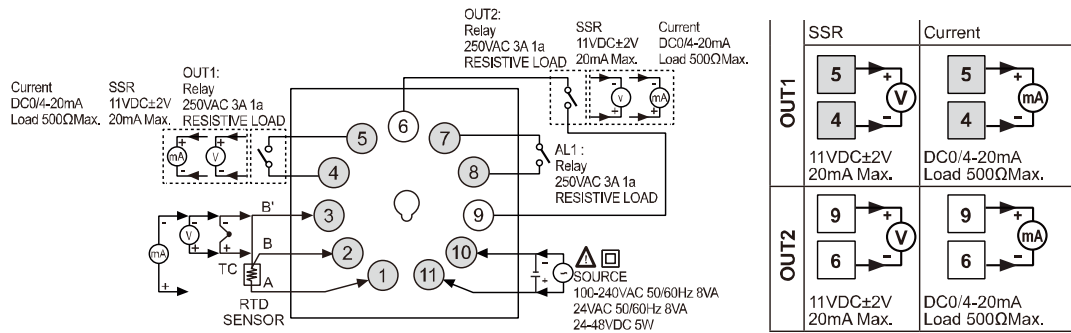 OUT2:
Relay
250VAC 3A 1a
RESISTIVE LOAD
SSR
11VDC±2V
20mA Max.
Current
DC0/4-20mA
Load 500ΩMax.
Current
DC0/4-20mA
Load 500ΩMax.
SSR
11VDC±2V
20mA Max.
OUT1:
Relay
250VAC 3A 1a
RESISTIVE LOAD
+ + + +
V mA
- - - -
+ + + +
mA V
- - - -
5 6 7
4 8
3 9
2 10
1 11
AL1 :
Relay
250VAC 3A 1a
RESISTIVE LOAD
B'
B
A
- - -
mA V
+ + +
TC
RTD
SENSOR
-
+
~
SOURCE
100-240VAC 50/60Hz 8VA
24VAC 50/60Hz 8VA
24-48VDC 5W
SSR Current
OUT1
5 + V 5 + mA
4 - 4 -
11VDC±2V DC0/4-20mA
20mA Max. Load 500ΩMax.
OUT2
9 + V 9 + mA
6 - 6 -
11VDC±2V DC0/4-20mA
20mA Max. Load 500ΩMax.